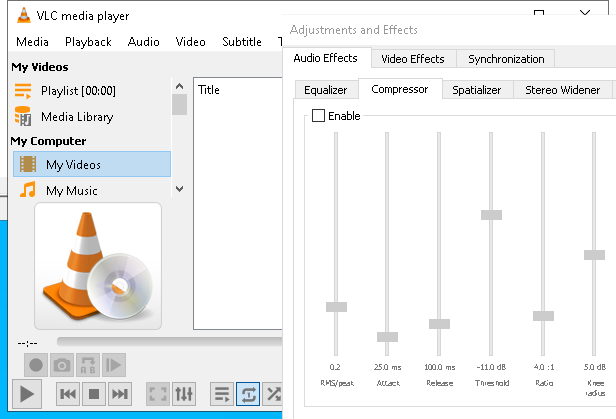 VLC media player
Media Playback Audio Video Subtitle
My Videos
Playlist [00:00]
Media Library
My Computer
My Videos
My Music
Title
--:--
Adjustments and Effects
Audio Effects Video Effects Synchronization
Equalizer Compressor Spatializer Stereo Widener
Enable
0.2 25.0 ms 100.0 ms -11.0 dB 4.0 :1 5.0 dB
RMS/peak Attack Release Threshold Ratio Knee
radius